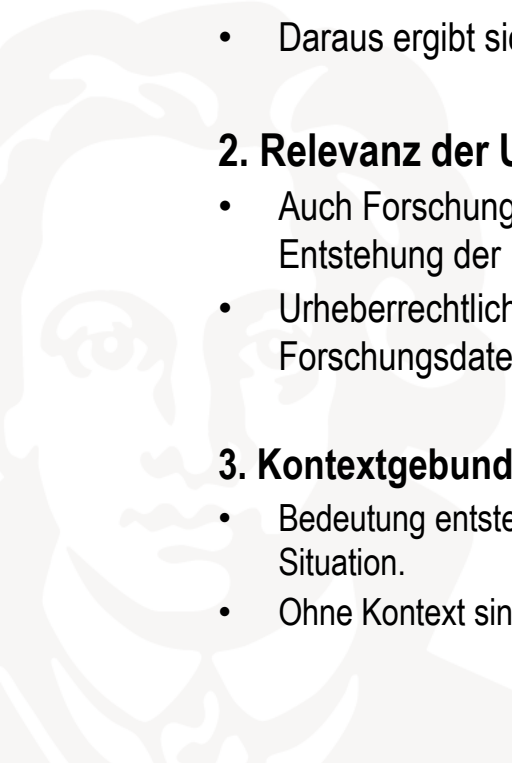 • Daraus ergibt
2. Relevanz der
• Auch Forschung
Entstehung der
• Urheberrechtlich
Forschungsdate
3. Kontextgebund
• Bedeutung entste
Situation.
• Ohne Kontext sin